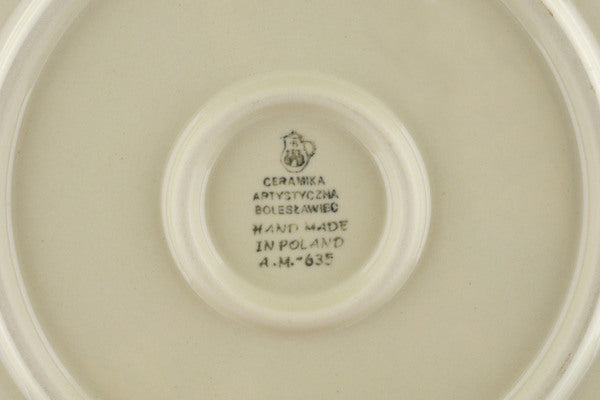 CERAMIKA
ARTYSTYCZNA
BOLESŁAWIEC
HAND MADE
IN POLAND
A.M.-635